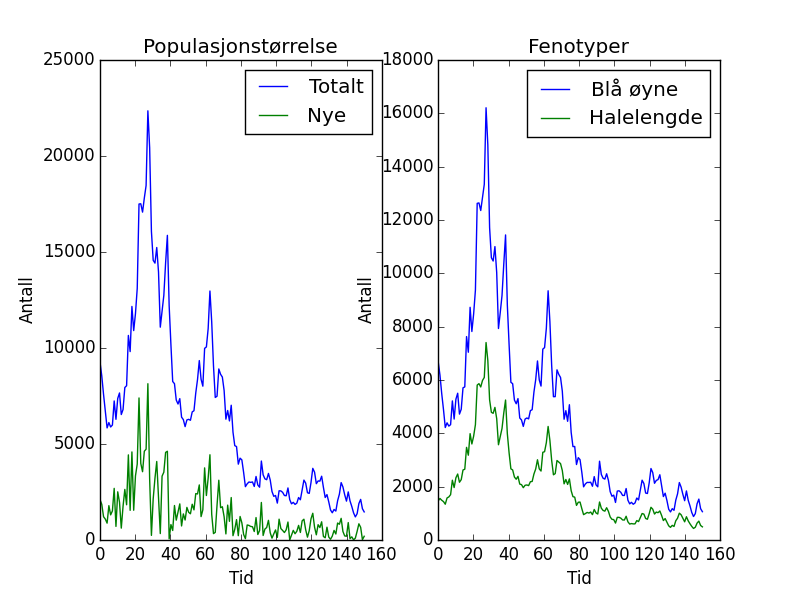 Populasjonstørrelse
25000
20000
15000
10000
5000
0
Antall
Totalt
Nye
0 20 40 60 80 100 120 140 160
Tid
Fenotyper
18000
16000
14000
12000
10000
8000
6000
4000
2000
0
Antall
Blå øyne
Halelengde
0 20 40 60 80 100 120 140 160
Tid